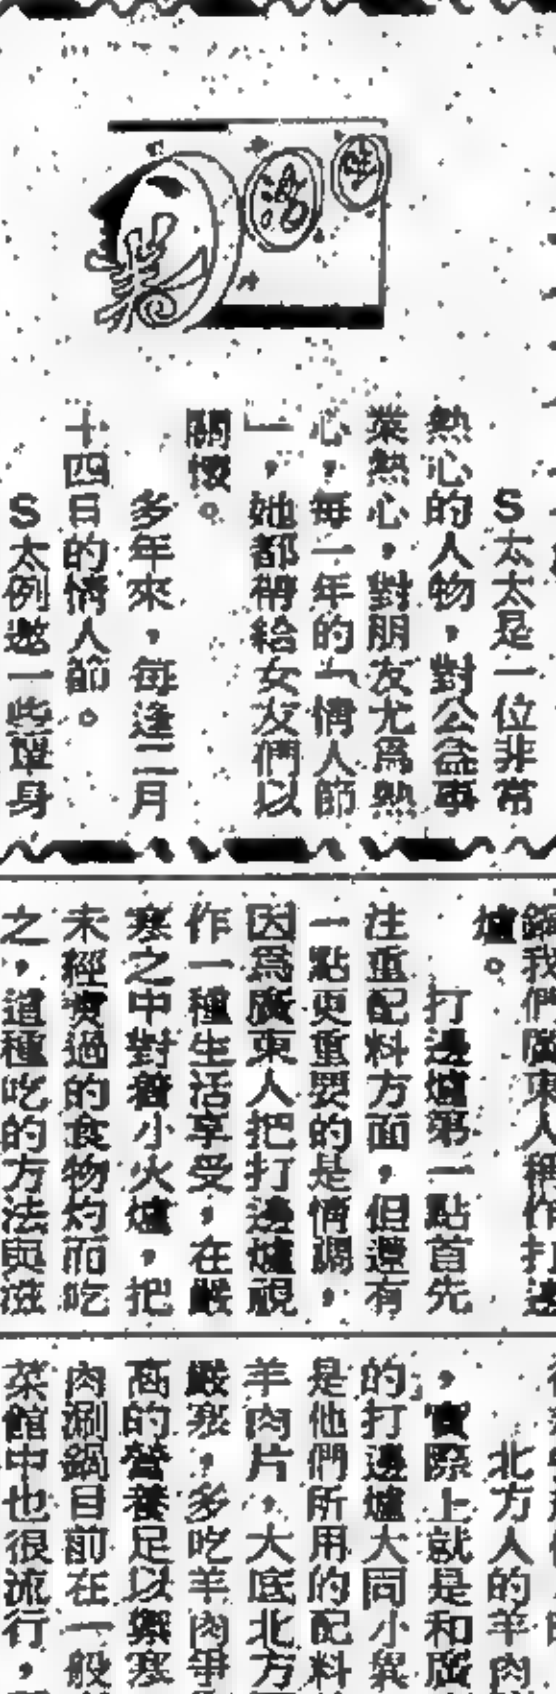 S太太是一位非常
熱心的人物，對公益事
業熱心，對朋友尤爲熱
心，每一年的「情人節
」，她都帶給女友們以
關懷。
多年來，每逢二月
十四日的情人節。
S太例邀一些單身
鍋我們廣東人稱作打邊
爐。
打邊爐第一點首先
注重配料方面，但還有
一點更重要的是情調，
因爲廣東人把打邊爐視
作一種生活享受，在嚴
寒之中對着小火爐，把
未經煑過的食物灼而吃
之，這種吃的方法與滋
北方人的羊肉
，實際上就是和廣
的打邊爐大同小異
是他們所用的配料
羊肉片，大底北方
嚴寒，多吃羊肉
高的營養足以禦寒
肉涮鍋目前在一般
菜館中也很流行，